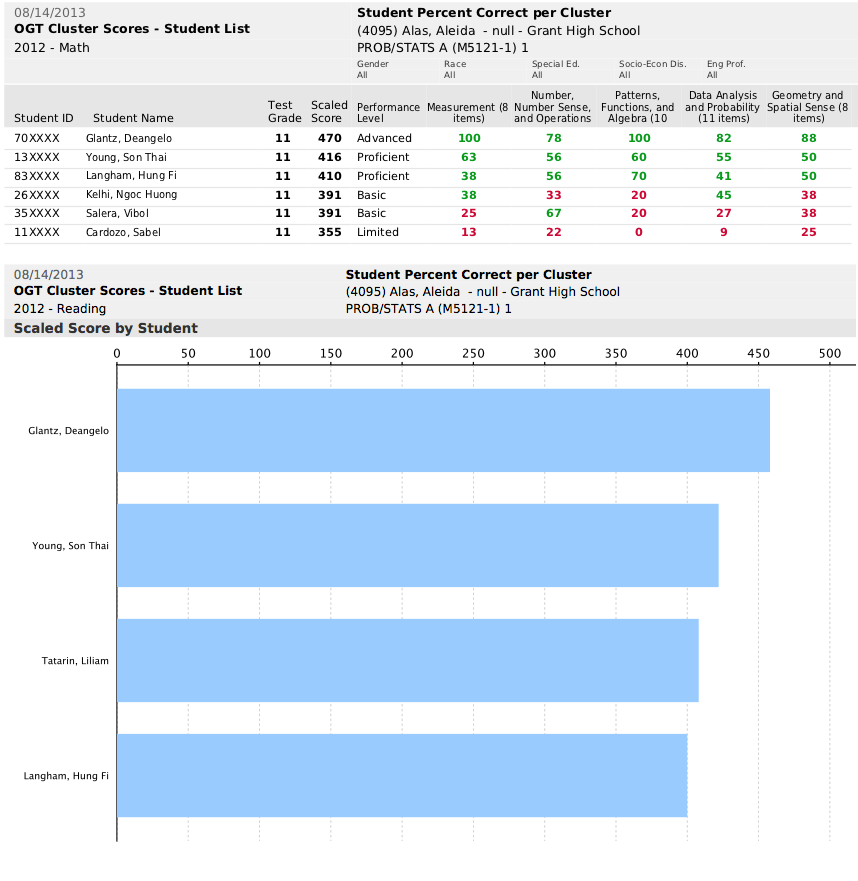 08/14/2013 Student Percent Correct per Cluster
OGT Cluster Scores - Student List (4095) Alas, Aleida - null - Grant High School
2012 - Math PROB/STATS A (M5121-1) 1
Gender Race Special Ed. Socio-Econ Dis. Eng Prof.
All All All All All
Student ID Student Name Test Grade Scaled Score Performance Level Measurement (8 items) Number, Number Sense, and Operations Patterns, Functions, and Algebra (10 Data Analysis and Probability (11 items) Geometry and Spatial Sense (8 items)
70XXXX Glantz, Deangelo 11 470 Advanced 100 78 100 82 88
13XXXX Young, Son Thai 11 416 Proficient 63 56 60 55 50
83XXXX Langham, Hung Fi 11 410 Proficient 38 56 70 41 50
26XXXX Kelhi, Ngoc Huong 11 391 Basic 38 33 20 45 38
35XXXX Salera, Vibol 11 391 Basic 25 67 20 27 38
11XXXX Cardozo, Sabel 11 355 Limited 13 22 0 9 25
08/14/2013 Student Percent Correct per Cluster
OGT Cluster Scores - Student List (4095) Alas, Aleida - null - Grant High School
2012 - Reading PROB/STATS A (M5121-1) 1
Scaled Score by Student
0 50 100 150 200 250 300 350 400 450 500
Glantz, Deangelo
Young, Son Thai
Tatarin, Liliam
Langham, Hung Fi